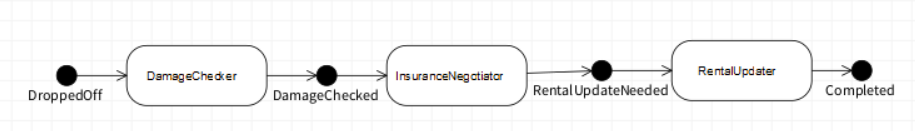 DamageChecker
InsuranceNegotiator
RentalUpdater
DroppedOff
DamageChecked
RentalUpdateNeeded
Completed